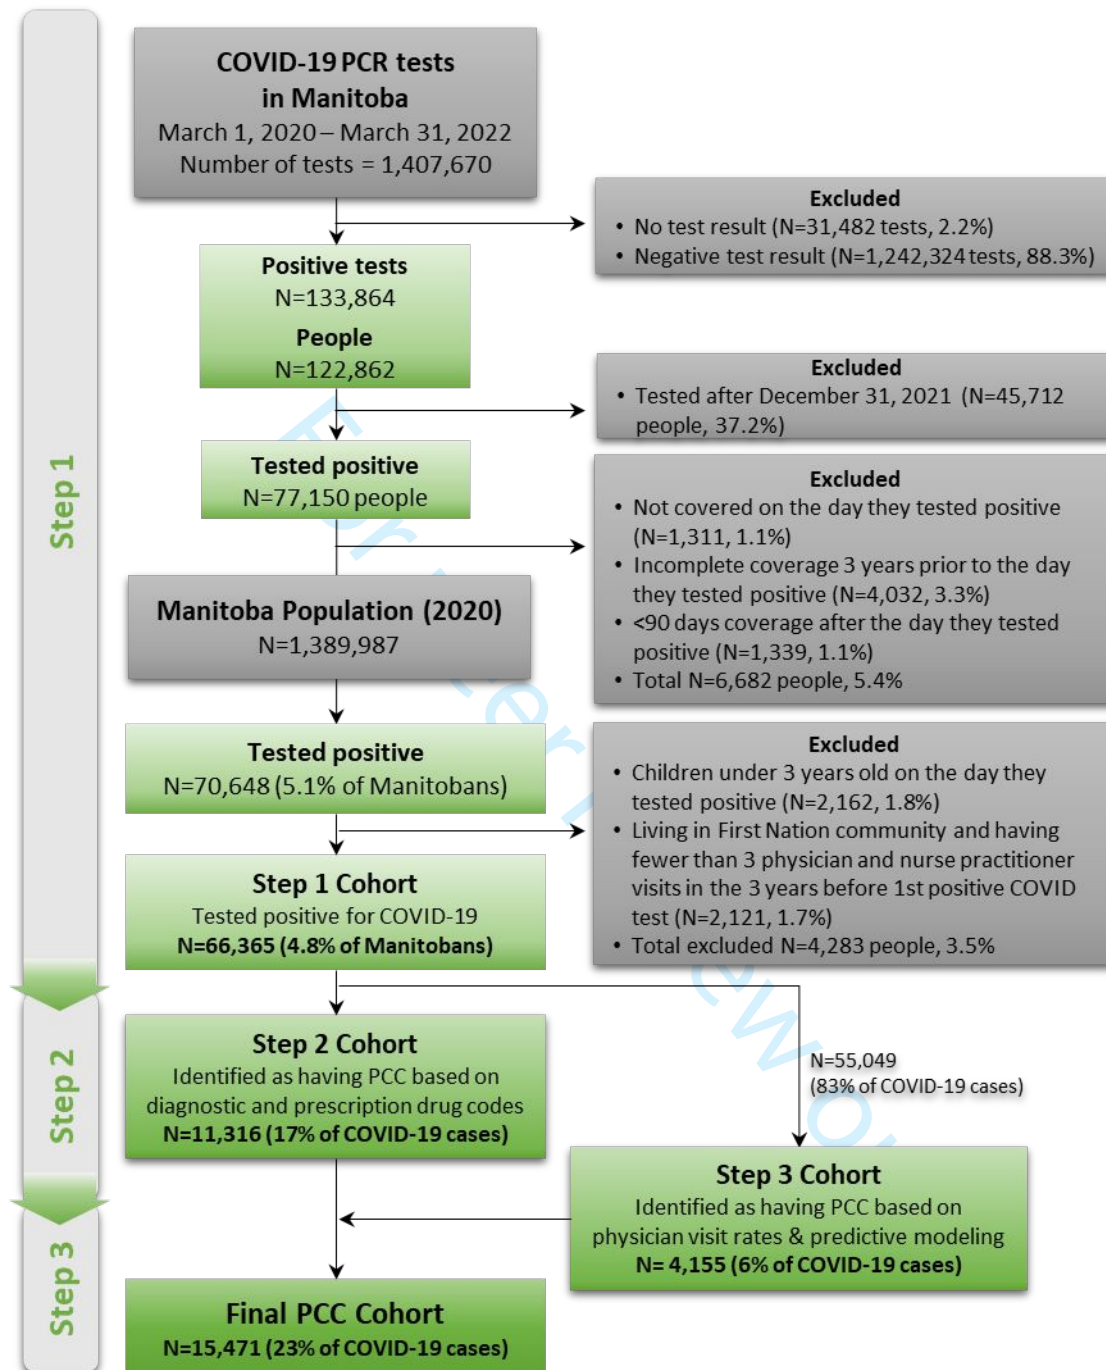 COVID-19 PCR tests
in Manitoba
March 1, 2020 – March 31, 2022
Number of tests = 1,407,670
Excluded
• No test result (N=31,482 tests, 2.2%)
• Negative test result (N=1,242,324 tests, 88.3%)
Positive tests
N=133,864
People
N=122,862
Excluded
• Tested after December 31, 2021 (N=45,712
people, 37.2%)
Tested positive
N=77,150 people
Excluded
• Not covered on the day they tested positive
(N=1,311, 1.1%)
• Incomplete coverage 3 years prior to the day
they tested positive (N=4,032, 3.3%)
• <90 days coverage after the day they tested
positive (N=1,339, 1.1%)
• Total N=6,682 people, 5.4%
Manitoba Population (2020)
N=1,389,987
Tested positive
N=70,648 (5.1% of Manitobans)
Excluded
• Children under 3 years old on the day they
tested positive (N=2,162, 1.8%)
• Living in First Nation community and having
fewer than 3 physician and nurse practitioner
visits in the 3 years before 1st positive COVID
test (N=2,121, 1.7%)
• Total excluded N=4,283 people, 3.5%
Step 1 Cohort
Tested positive for COVID-19
N=66,365 (4.8% of Manitobans)
Step 1
Step 2 Cohort
Identified as having PCC based on
diagnostic and prescription drug codes
N=11,316 (17% of COVID-19 cases)
N=55,049
(83% of COVID-19 cases)
Step 2
Step 3 Cohort
Identified as having PCC based on
physician visit rates & predictive modeling
N= 4,155 (6% of COVID-19 cases)
Step 3
Final PCC Cohort
N=15,471 (23% of COVID-19 cases)